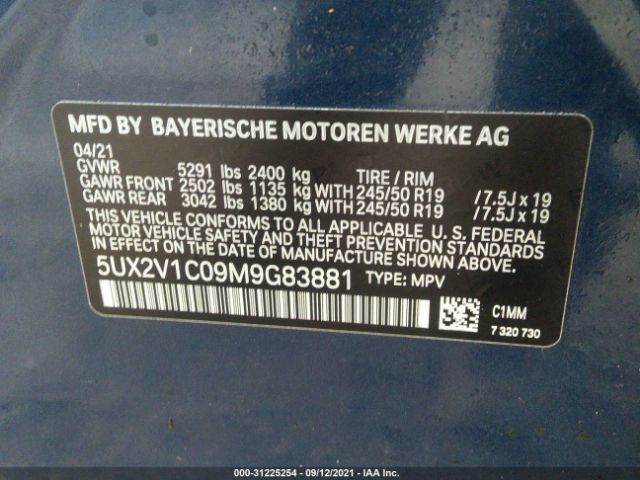 MFD BY BAYERISCHE MOTOREN WERKE AG
04/21
GVWR 5291 lbs 2400 kg TIRE / RIM
GAWR FRONT 2502 lbs 1135 kg WITH 245/50 R19 / 7.5J x 19
GAWR REAR 3042 lbs 1380 kg WITH 245/50 R19 / 7.5J x 19
THIS VEHICLE CONFORMS TO ALL APPLICABLE U. S. FEDERAL
MOTOR VEHICLE SAFETY AND THEFT PREVENTION STANDARDS
IN EFFECT ON THE DATE OF MANUFACTURE SHOWN ABOVE.
5UX2V1C09M9G83881 TYPE: MPV
C1MM
7 320 730
000-31225254 - 09/12/2021 - IAA Inc.